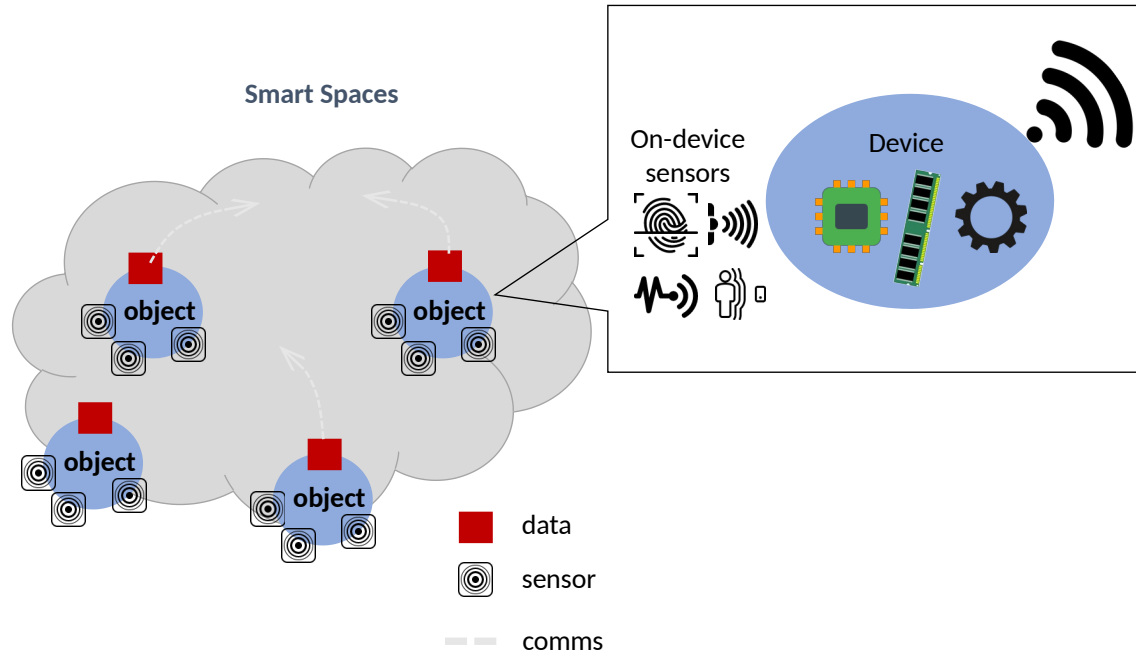 Smart Spaces
On-device
sensors
Device
object
object
object
object
data
sensor
comms